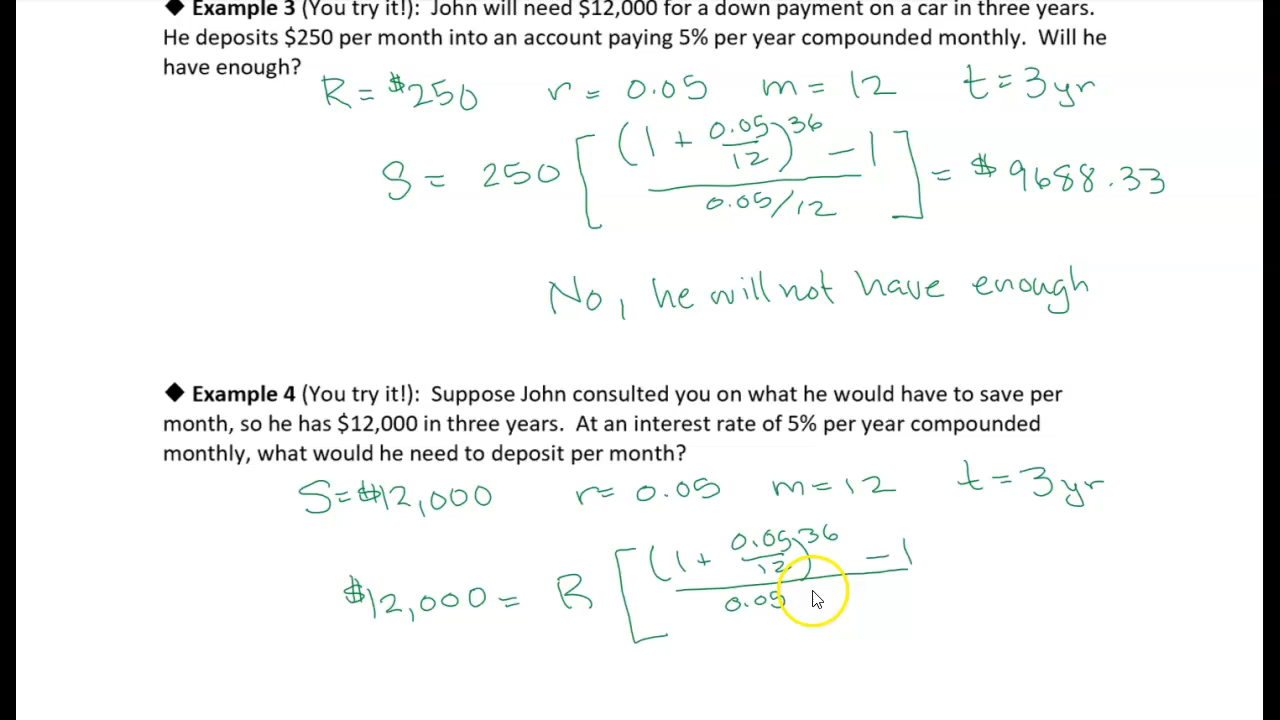 ◆ Example 3 (You try it!): John will need $12,000 for a down payment on a car in three years.
He deposits $250 per month into an account paying 5% per year compounded monthly. Will he
have enough?
R = $250 r = 0.05 m = 12 t = 3 yr
S = 250 [ ( (1 + 0.05/12)^36 - 1 ) / (0.05/12) ] = $ 9688.33
No, he will not have enough
◆ Example 4 (You try it!): Suppose John consulted you on what he would have to save per
month, so he has $12,000 in three years. At an interest rate of 5% per year compounded
monthly, what would he need to deposit per month?
S = $12,000 r = 0.05 m = 12 t = 3 yr
$12,000 = R [ ( (1 + 0.05/12)^36 - 1 ) / 0.05